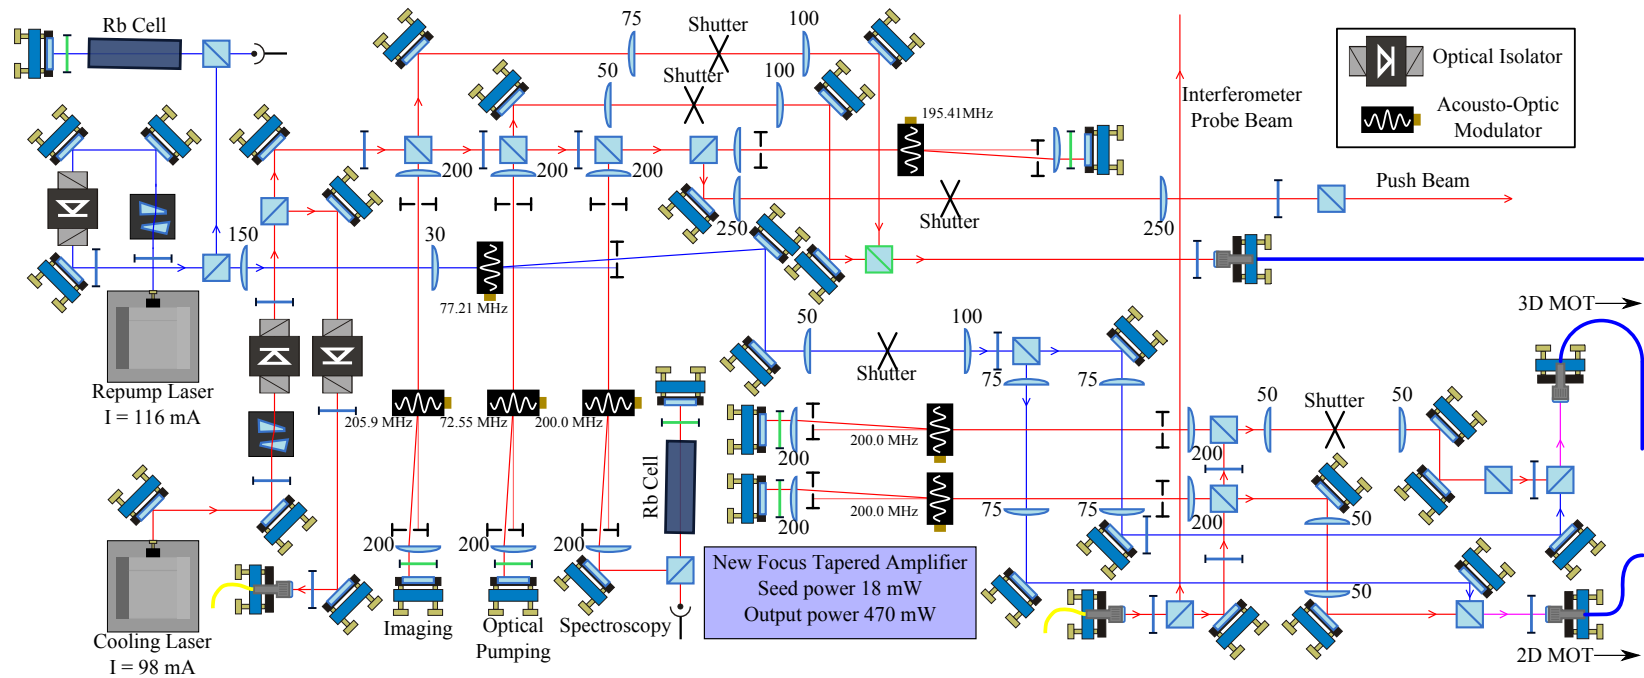 Rb Cell
75
Shutter
100
Shutter
50
100
195.41MHz
Interferometer
Probe Beam
Optical Isolator
Acousto-Optic
Modulator
200
200
200
Push Beam
Shutter
250
250
150
30
77.21 MHz
3D MOT
50
100
Shutter
75
75
Repump Laser
I = 116 mA
205.9 MHz
72.55 MHz
200.0 MHz
50
Shutter
50
200.0 MHz
200
200
Rb Cell
200.0 MHz
200
200
75
75
50
200
200
200
New Focus Tapered Amplifier
Seed power 18 mW
Output power 470 mW
50
Imaging
Optical
Pumping
Spectroscopy
Cooling Laser
I = 98 mA
2D MOT